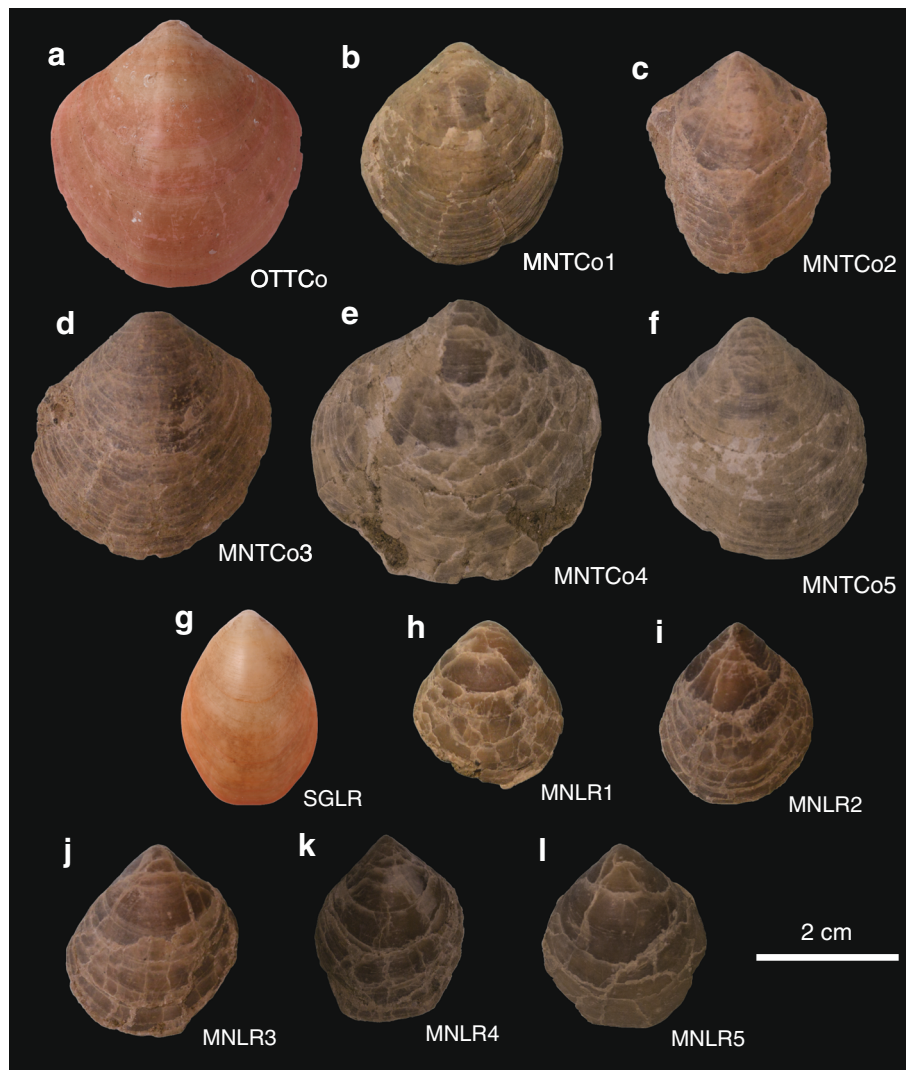 a
OTTCo
b
MNTCo1
c
MNTCo2
d
MNTCo3
e
MNTCo4
f
MNTCo5
g
SGLR
h
MNLR1
i
MNLR2
j
MNLR3
k
MNLR4
l
MNLR5
2 cm